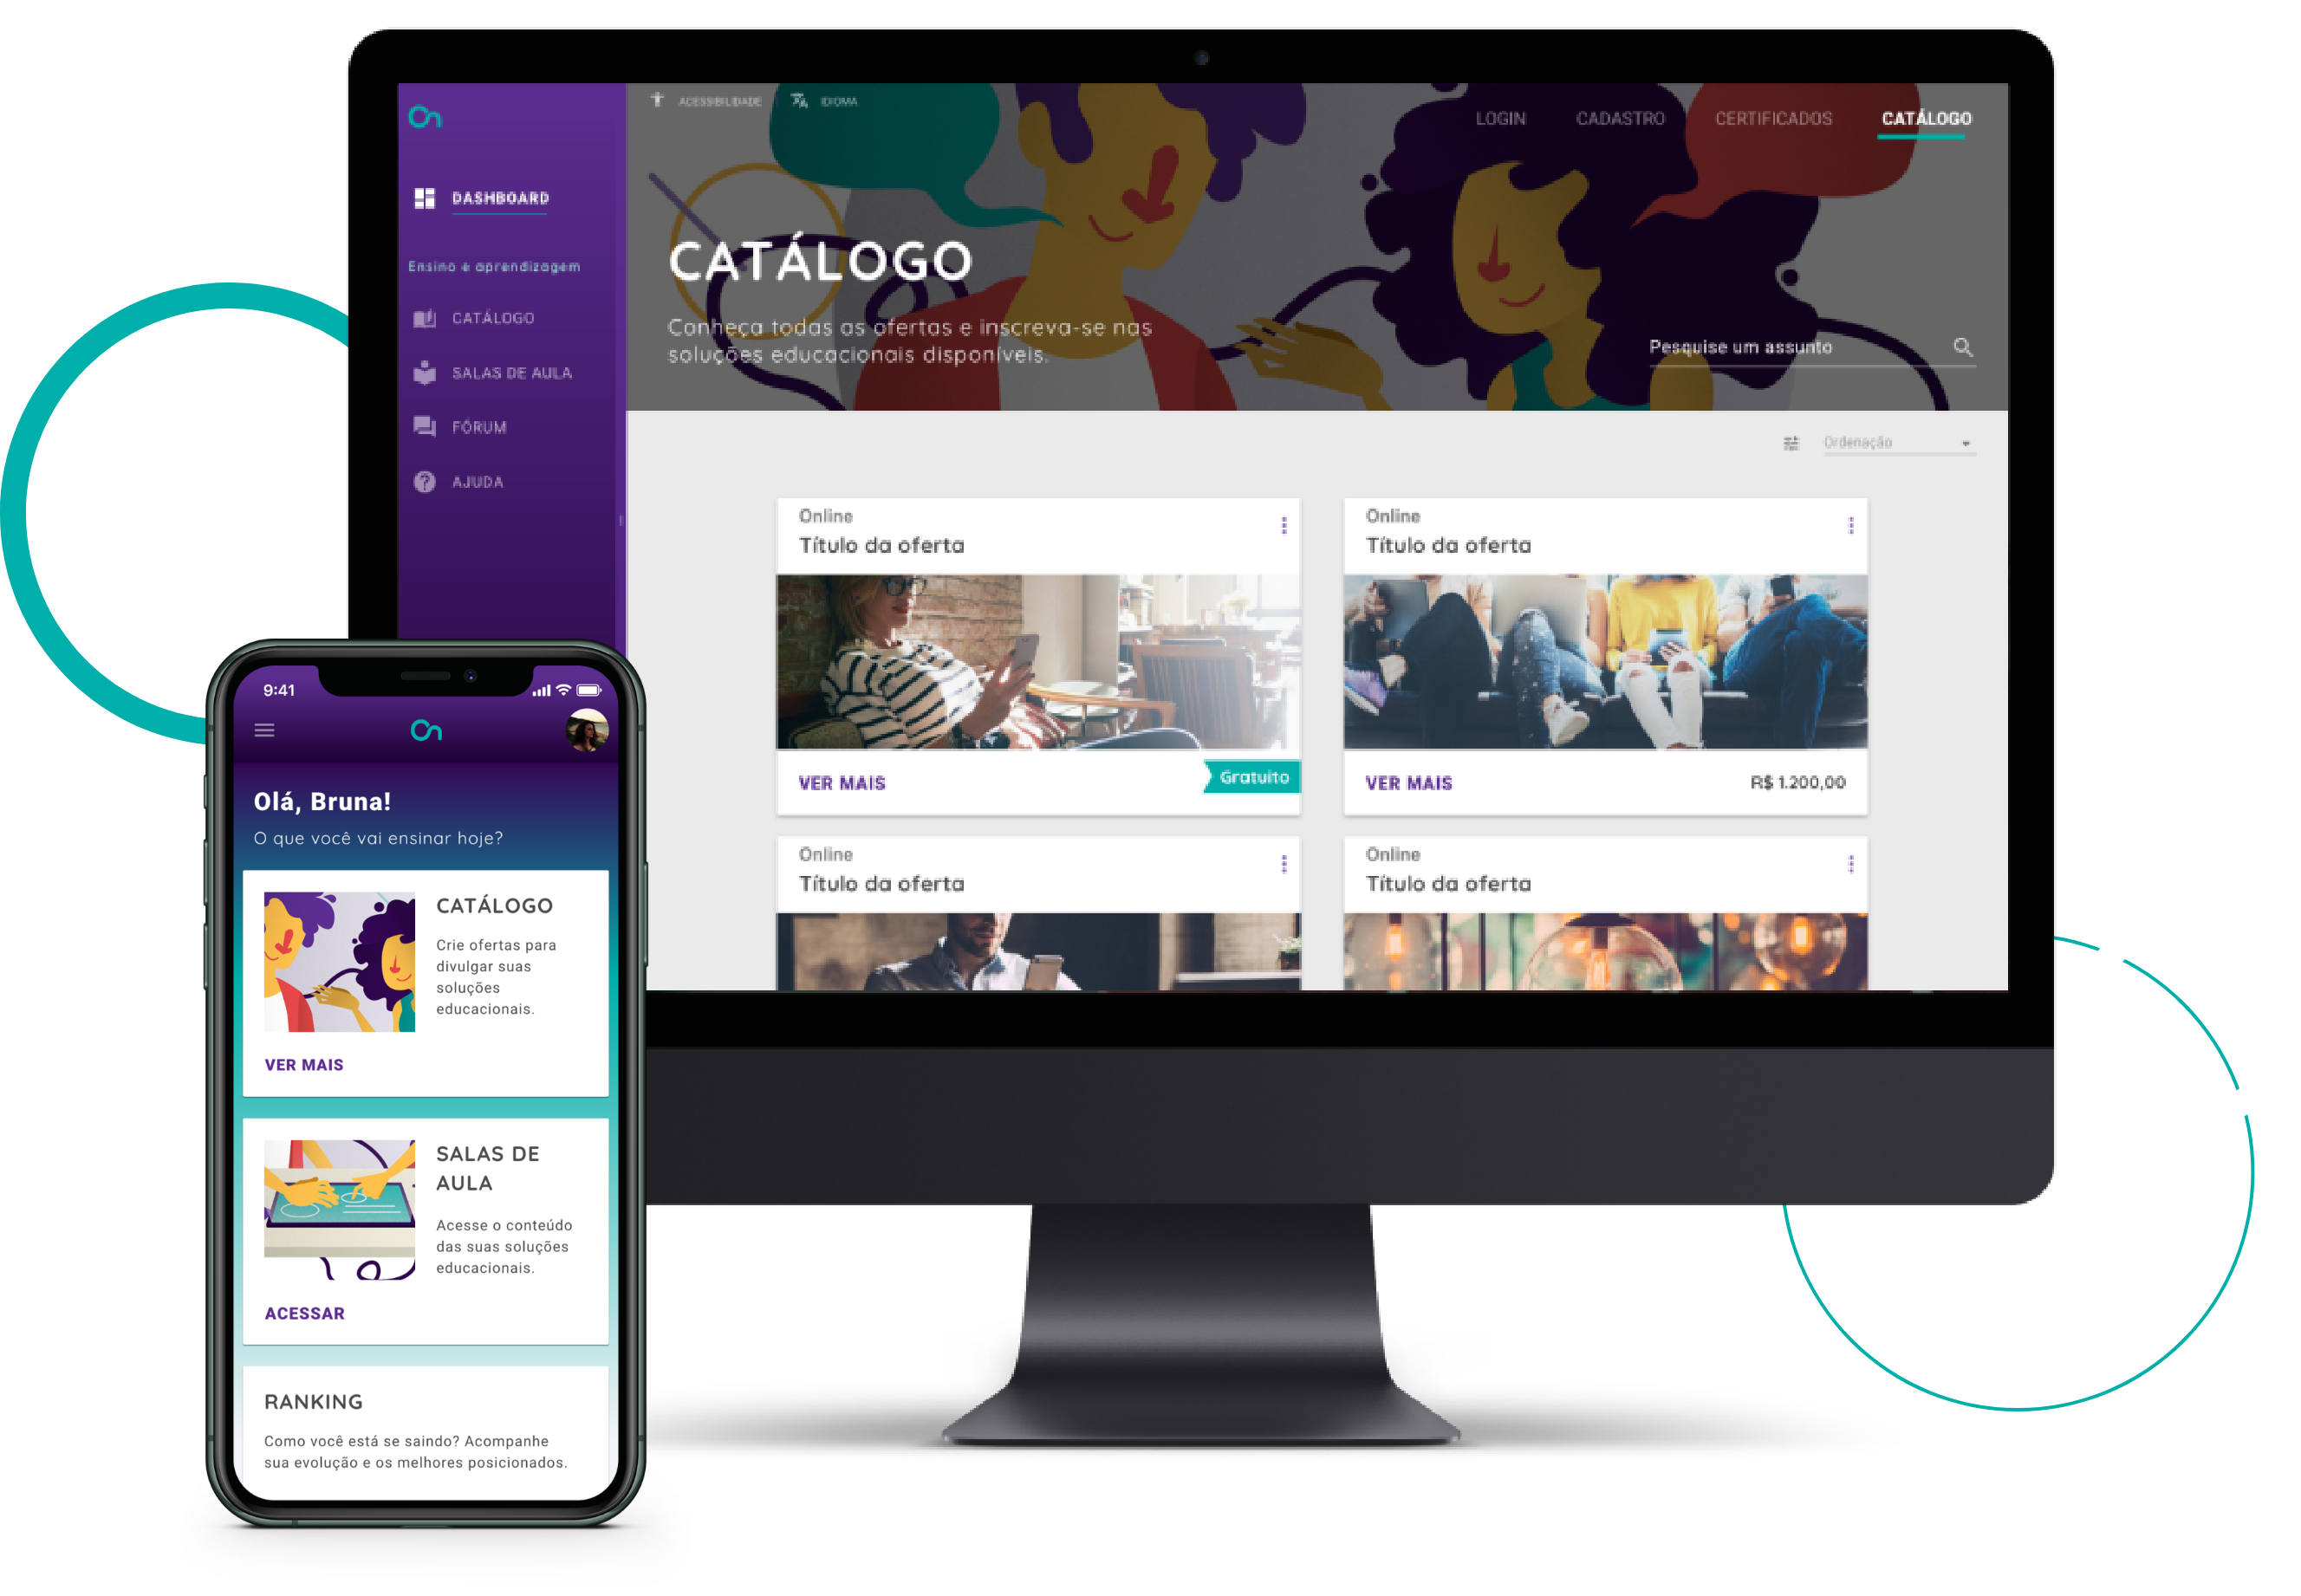 On
DASHBOARD
Ensino e aprendizagem
CATÁLOGO
SALAS DE AULA
FÓRUM
AJUDA
ACESSIBILIDADE
IDIOMA
LOGIN
CADASTRO
CERTIFICADOS
CATÁLOGO
CATÁLOGO
Conheça todas as ofertas e inscreva-se nas
soluções educacionais disponíveis.
Pesquise um assunto
Ordenação
Online
Título da oferta
VER MAIS
Gratuito
Online
Título da oferta
VER MAIS
R$ 1.200,00
Online
Título da oferta
Online
Título da oferta
9:41
On
Olá, Bruna!
O que você vai ensinar hoje?
CATÁLOGO
Crie ofertas para
divulgar suas
soluções
educacionais.
VER MAIS
SALAS DE
AULA
Acesse o conteúdo
das suas soluções
educacionais.
ACESSAR
RANKING
Como você está se saindo? Acompanhe
sua evolução e os melhores posicionados.